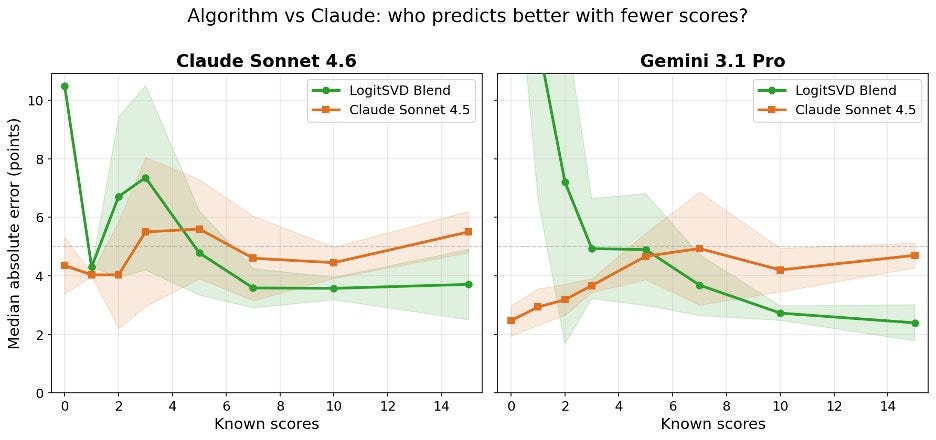 Algorithm vs Claude: who predicts better with fewer scores?
Claude Sonnet 4.6
Gemini 3.1 Pro
LogitSVD Blend
Claude Sonnet 4.5
LogitSVD Blend
Claude Sonnet 4.5
Median absolute error (points)
10
8
6
4
2
0
0 2 4 6 8 10 12 14
0 2 4 6 8 10 12 14
Known scores
Known scores